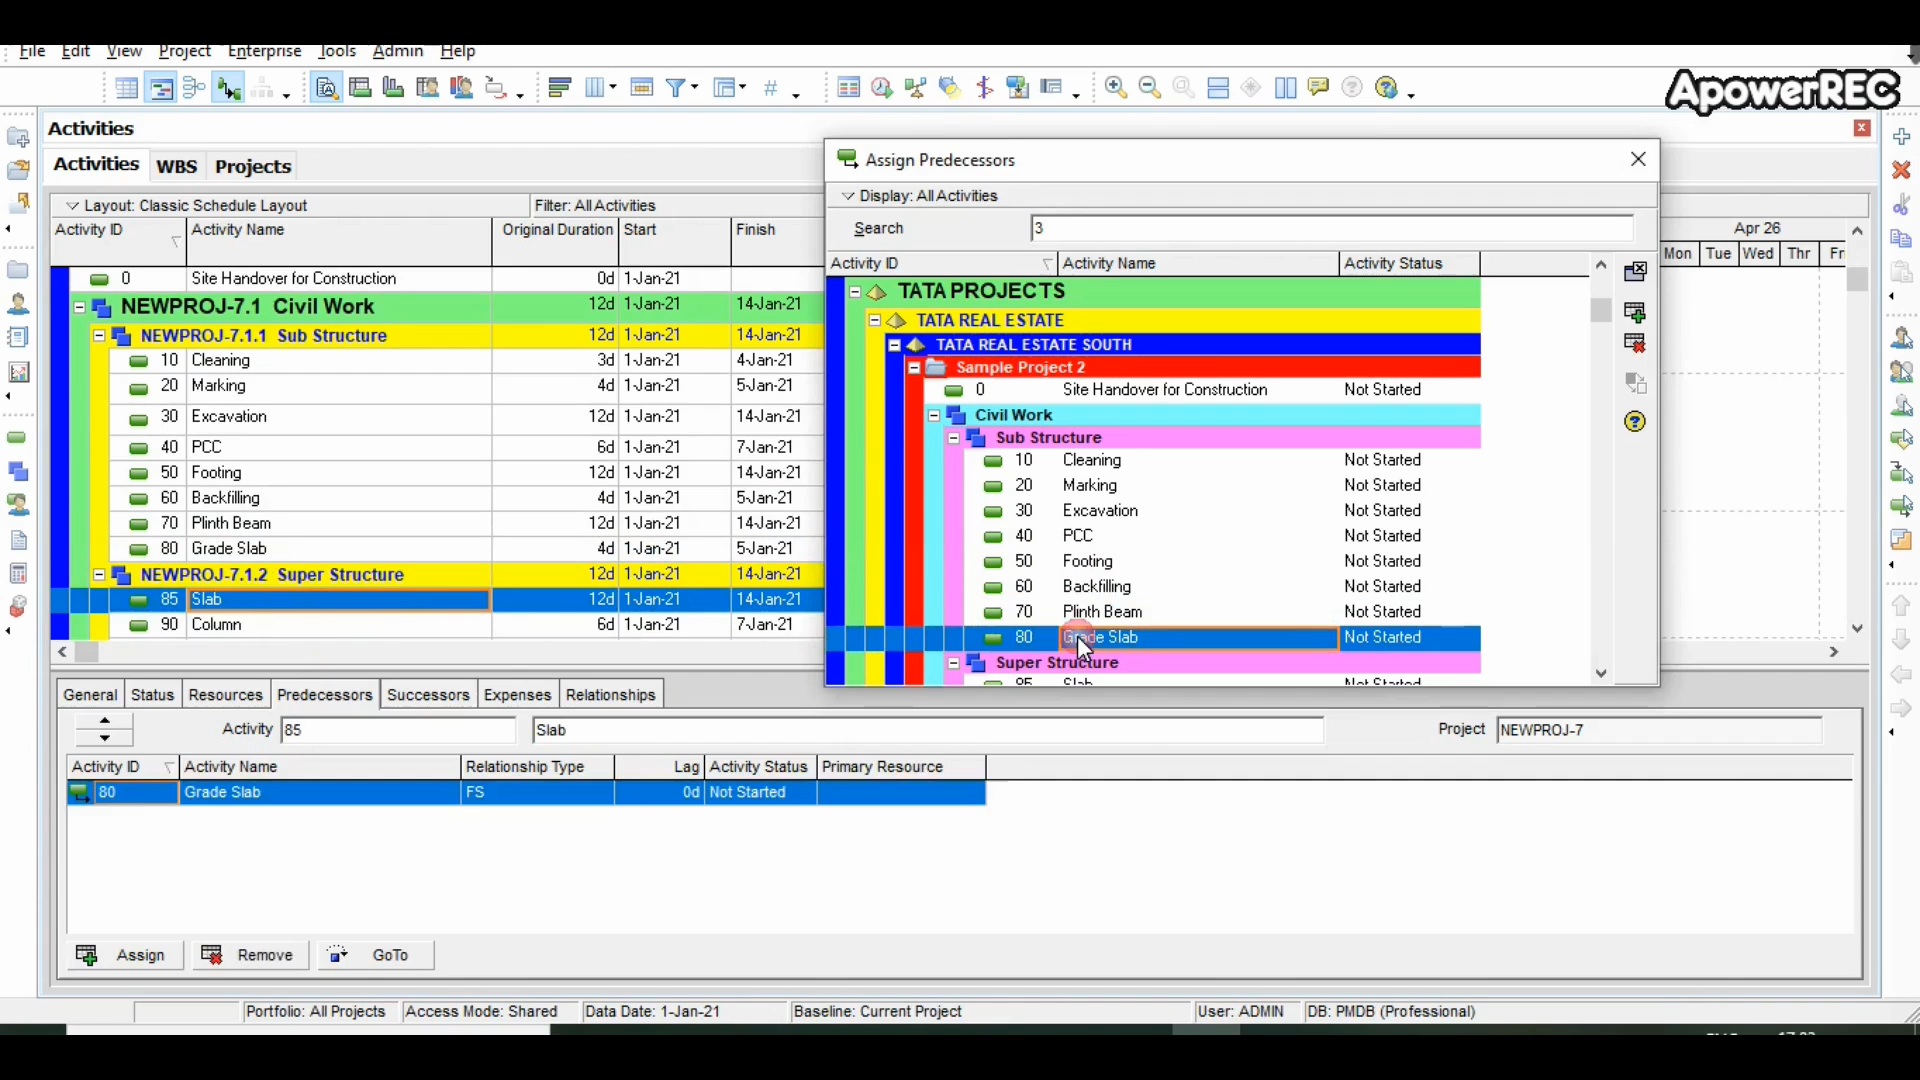 File Edit View Project Enterprise Tools Admin Help
ApowerREC
Activities
Activities WBS Projects
Layout: Classic Schedule Layout Filter: All Activities
Activity ID Activity Name Original Duration Start Finish
0 Site Handover for Construction 0d 1-Jan-21
NEWPROJ-7.1 Civil Work 12d 1-Jan-21 14-Jan-21
NEWPROJ-7.1.1 Sub Structure 12d 1-Jan-21 14-Jan-21
10 Cleaning 3d 1-Jan-21 4-Jan-21
20 Marking 4d 1-Jan-21 5-Jan-21
30 Excavation 12d 1-Jan-21 14-Jan-21
40 PCC 6d 1-Jan-21 7-Jan-21
50 Footing 12d 1-Jan-21 14-Jan-21
60 Backfilling 4d 1-Jan-21 5-Jan-21
70 Plinth Beam 12d 1-Jan-21 14-Jan-21
80 Grade Slab 4d 1-Jan-21 5-Jan-21
NEWPROJ-7.1.2 Super Structure 12d 1-Jan-21 14-Jan-21
85 Slab 12d 1-Jan-21 14-Jan-21
90 Column 6d 1-Jan-21 7-Jan-21
Assign Predecessors
Display: All Activities
Search 3
Activity ID Activity Name Activity Status
TATA PROJECTS
TATA REAL ESTATE
TATA REAL ESTATE SOUTH
Sample Project 2
0 Site Handover for Construction Not Started
Civil Work
Sub Structure
10 Cleaning Not Started
20 Marking Not Started
30 Excavation Not Started
40 PCC Not Started
50 Footing Not Started
60 Backfilling Not Started
70 Plinth Beam Not Started
80 Grade Slab Not Started
Super Structure
85 Slab Not Started
Apr 26
Mon Tue Wed Thr Fr
General Status Resources Predecessors Successors Expenses Relationships
Activity 85 Slab Project NEWPROJ-7
Activity ID Activity Name Relationship Type Lag Activity Status Primary Resource
80 Grade Slab FS 0d Not Started
Assign Remove GoTo
Portfolio: All Projects Access Mode: Shared Data Date: 1-Jan-21 Baseline: Current Project User: ADMIN DB: PMDB (Professional)